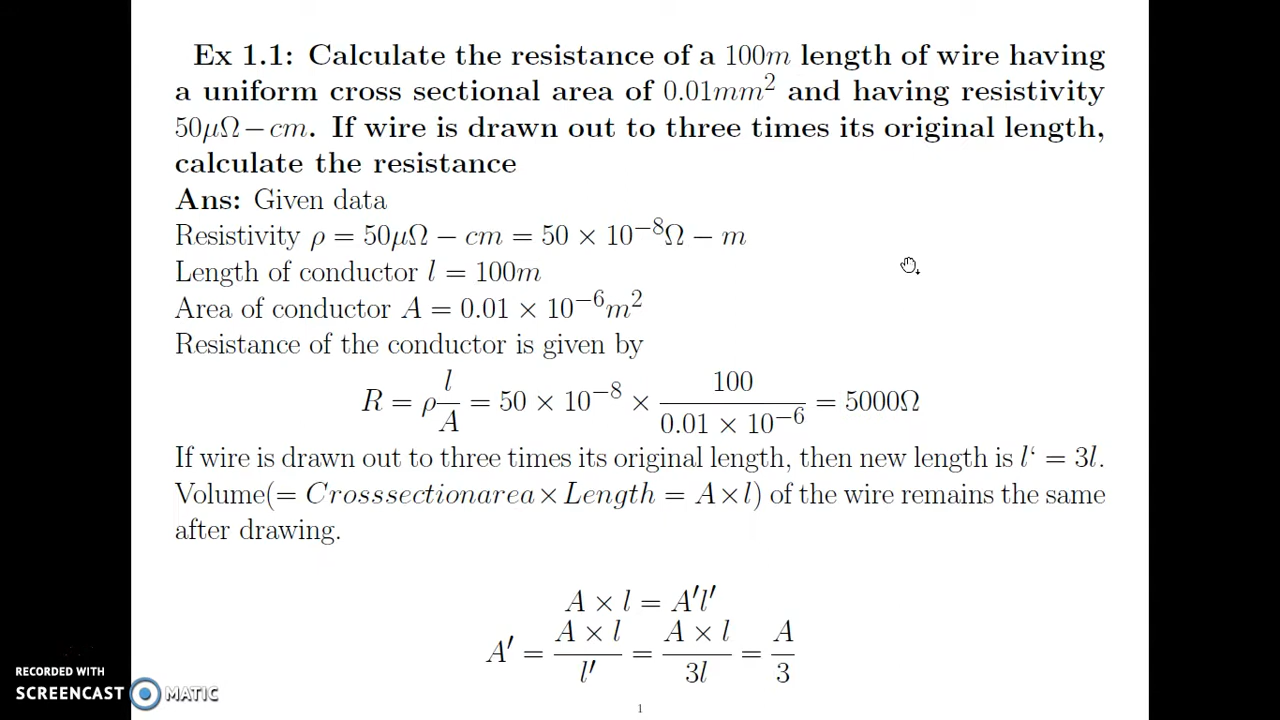 Ex 1.1: Calculate the resistance of a 100m length of wire having
a uniform cross sectional area of 0.01mm² and having resistivity
50μΩ − cm. If wire is drawn out to three times its original length,
calculate the resistance
Ans: Given data
Resistivity ρ = 50μΩ − cm = 50 × 10⁻⁸Ω − m
Length of conductor l = 100m
Area of conductor A = 0.01 × 10⁻⁶m²
Resistance of the conductor is given by
R = ρ l/A = 50 × 10⁻⁸ × 100/(0.01 × 10⁻⁶) = 5000Ω
If wire is drawn out to three times its original length, then new length is l‘ = 3l.
Volume(= Crosssectionarea × Length = A × l) of the wire remains the same
after drawing.
A × l = A′l′
A′ = (A × l)/l′ = (A × l)/3l = A/3
RECORDED WITH
SCREENCAST MATIC
1